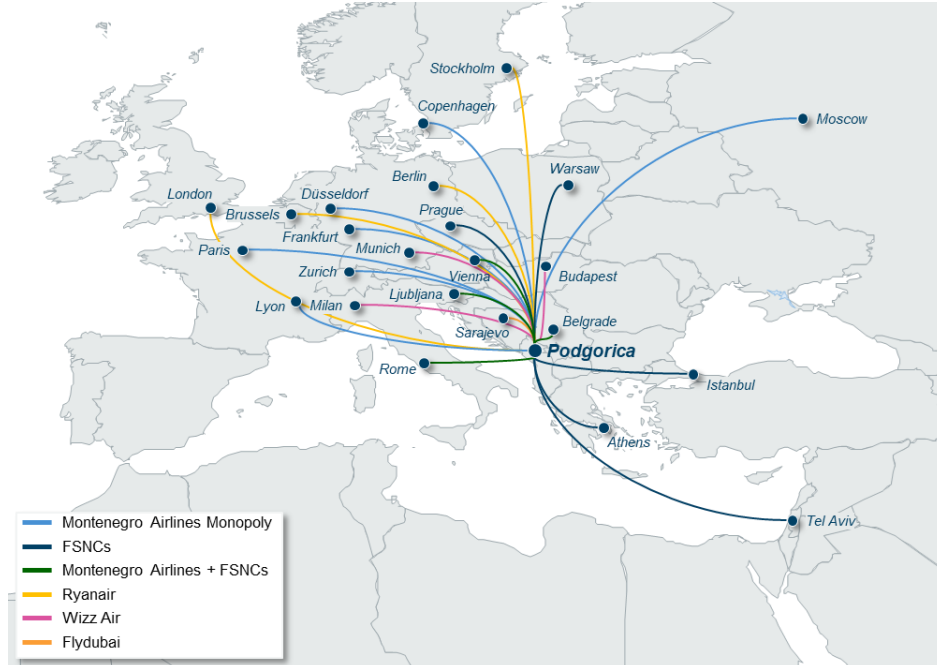 Stockholm
Copenhagen
Moscow
Warsaw
Berlin
London
Düsseldorf
Brussels
Prague
Frankfurt
Paris
Munich
Zurich
Vienna
Budapest
Ljubljana
Lyon
Milan
Sarajevo
Belgrade
Podgorica
Rome
Istanbul
Athens
Tel Aviv
Montenegro Airlines Monopoly
FSNCs
Montenegro Airlines + FSNCs
Ryanair
Wizz Air
Flydubai